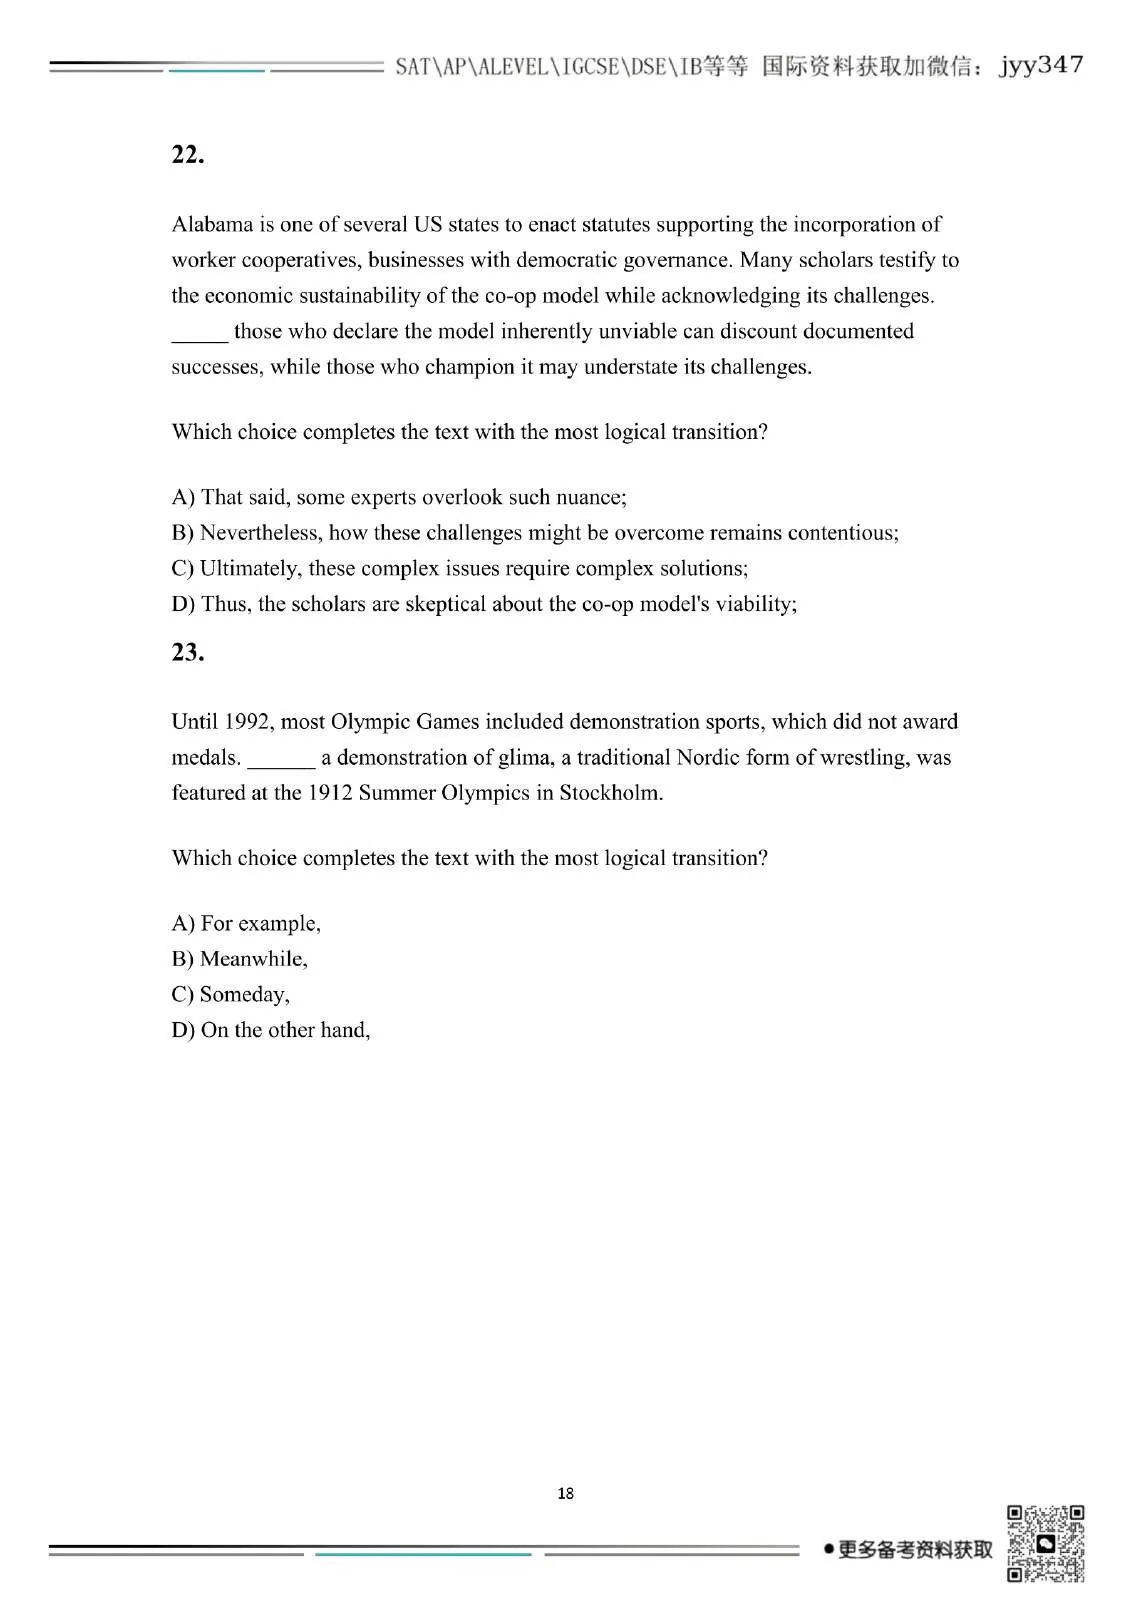 SAT\AP\ALEVEL\IGCSE\DSE\IB等等 国际资料获取加微信: jyy347
22.
Alabama is one of several US states to enact statutes supporting the incorporation of
worker cooperatives, businesses with democratic governance. Many scholars testify to
the economic sustainability of the co-op model while acknowledging its challenges.
_____ those who declare the model inherently unviable can discount documented
successes, while those who champion it may understate its challenges.
Which choice completes the text with the most logical transition?
A) That said, some experts overlook such nuance;
B) Nevertheless, how these challenges might be overcome remains contentious;
C) Ultimately, these complex issues require complex solutions;
D) Thus, the scholars are skeptical about the co-op model's viability;
23.
Until 1992, most Olympic Games included demonstration sports, which did not award
medals. ______ a demonstration of glima, a traditional Nordic form of wrestling, was
featured at the 1912 Summer Olympics in Stockholm.
Which choice completes the text with the most logical transition?
A) For example,
B) Meanwhile,
C) Someday,
D) On the other hand,
18
●更多备考资料获取